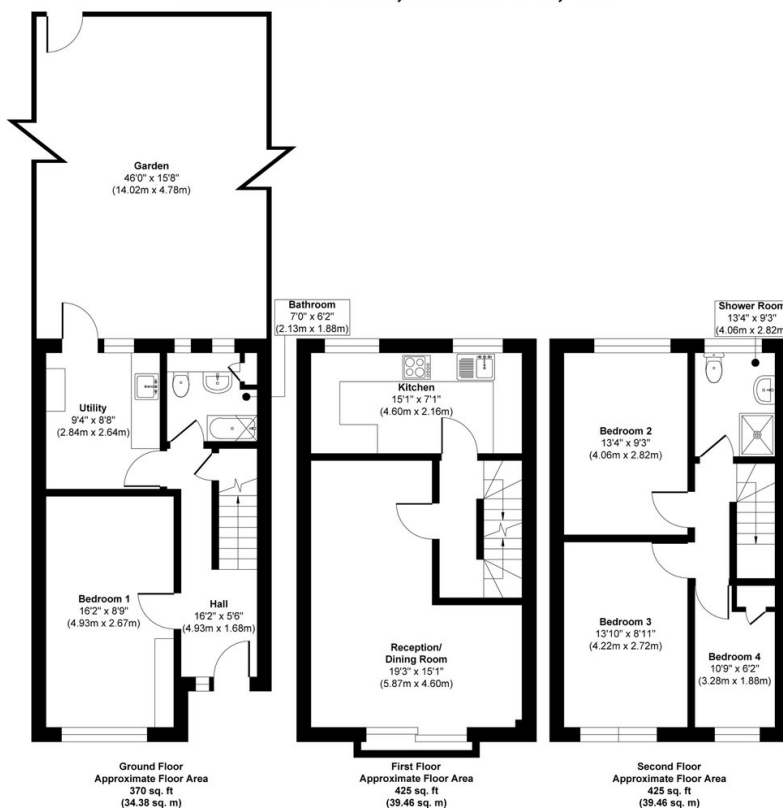 Garden
46'0" x 15'8"
(14.02m x 4.78m)
Bathroom
7'0" x 6'2"
(2.13m x 1.88m)
Shower Room
13'4" x 9'3"
(4.06m x 2.82m
Utility
9'4" x 8'8"
(2.84m x 2.64m)
Kitchen
15'1" x 7'1"
(4.60m x 2.16m)
Bedroom 2
13'4" x 9'3"
(4.06m x 2.82m)
Bedroom 1
16'2" x 8'9"
(4.93m x 2.67m)
Hall
16'2" x 5'6"
(4.93m x 1.68m)
Reception/
Dining Room
19'3" x 15'1"
(5.87m x 4.60m)
Bedroom 3
13'10" x 8'11"
(4.22m x 2.72m)
Bedroom 4
10'9" x 6'2"
(3.28m x 1.88m)
Ground Floor
Approximate Floor Area
370 sq. ft
(34.38 sq. m)
First Floor
Approximate Floor Area
425 sq. ft
(39.46 sq. m)
Second Floor
Approximate Floor Area
425 sq. ft
(39.46 sq. m)